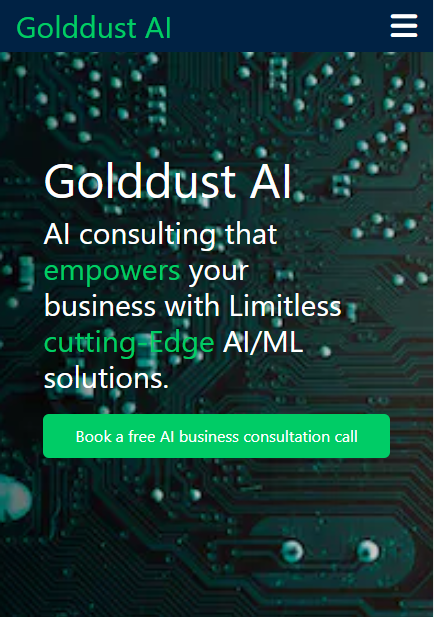 Golddust AI
Golddust AI
AI consulting that
empowers your
business with Limitless
cutting-Edge AI/ML
solutions.
Book a free AI business consultation call